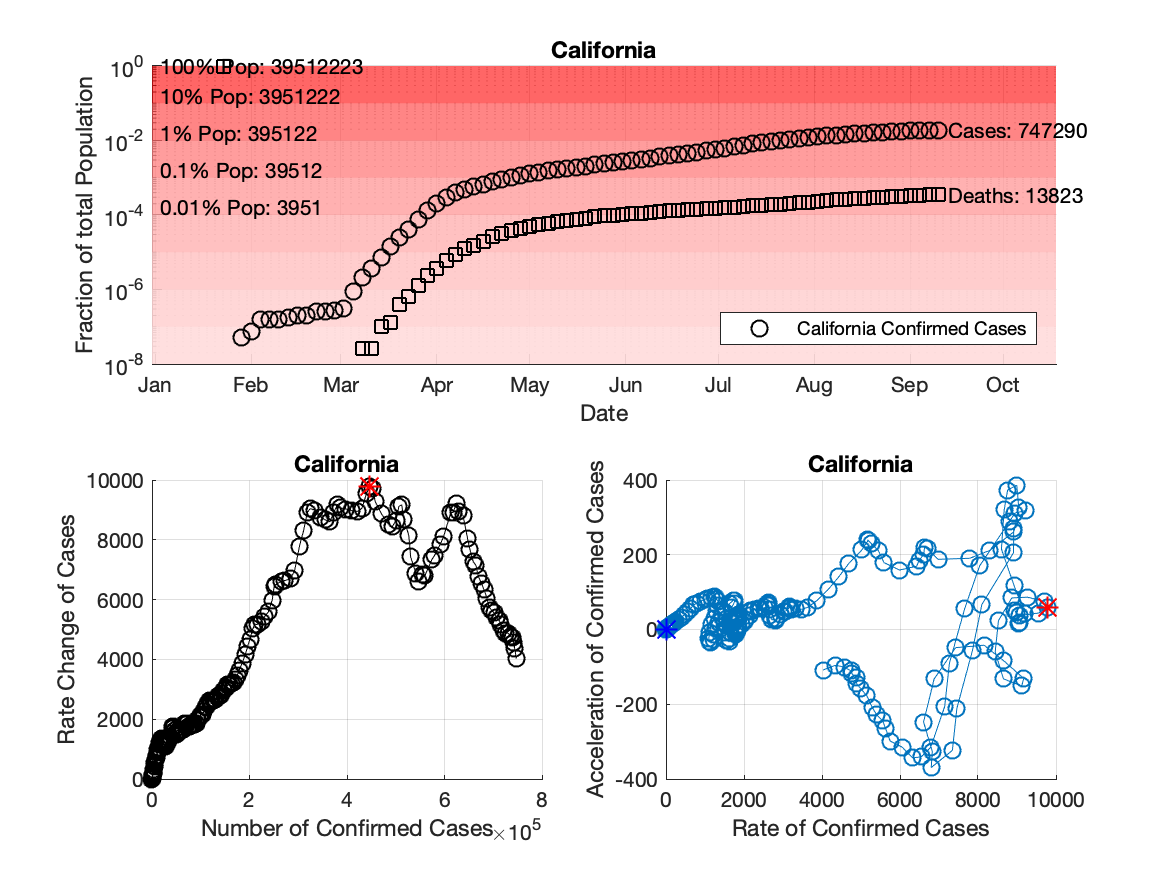 California
10^0
10^-2
10^-4
10^-6
10^-8
Fraction of total Population
100% Pop: 39512223
10% Pop: 3951222
1% Pop: 395122
0.1% Pop: 39512
0.01% Pop: 3951
Cases: 747290
Deaths: 13823
California Confirmed Cases
Jan Feb Mar Apr May Jun Jul Aug Sep Oct
Date
California
10000
8000
6000
4000
2000
0
Rate Change of Cases
0 2 4 6 8
Number of Confirmed Cases ×10^5
California
400
200
0
-200
-400
Acceleration of Confirmed Cases
0 2000 4000 6000 8000 10000
Rate of Confirmed Cases